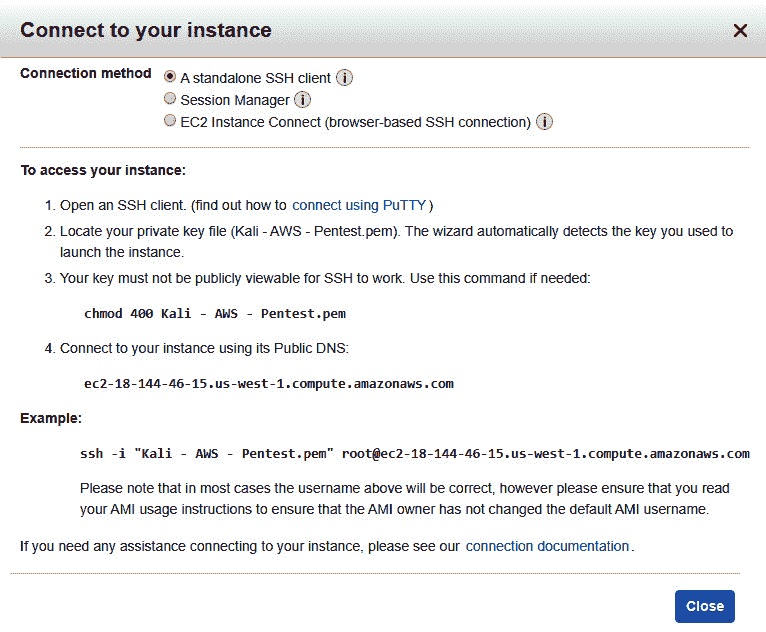 Connect to your instance
Connection method
A standalone SSH client
Session Manager
EC2 Instance Connect (browser-based SSH connection)
To access your instance:
1. Open an SSH client. (find out how to connect using PuTTY )
2. Locate your private key file (Kali - AWS - Pentest.pem). The wizard automatically detects the key you used to
launch the instance.
3. Your key must not be publicly viewable for SSH to work. Use this command if needed:
chmod 400 Kali - AWS - Pentest.pem
4. Connect to your instance using its Public DNS:
ec2-18-144-46-15.us-west-1.compute.amazonaws.com
Example:
ssh -i "Kali - AWS - Pentest.pem" root@ec2-18-144-46-15.us-west-1.compute.amazonaws.com
Please note that in most cases the username above will be correct, however please ensure that you read
your AMI usage instructions to ensure that the AMI owner has not changed the default AMI username.
If you need any assistance connecting to your instance, please see our connection documentation.
Close